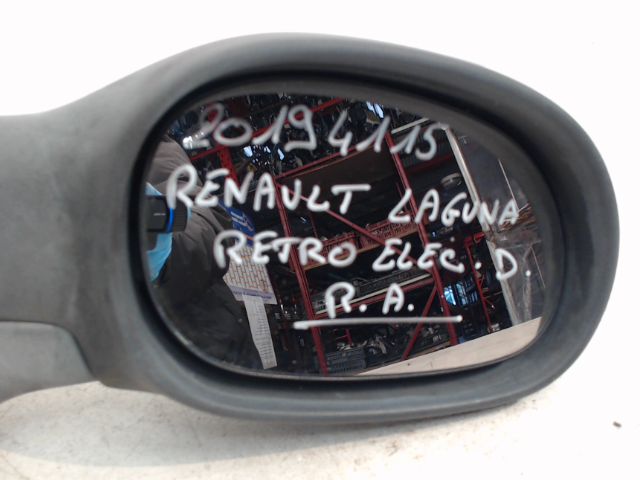 20194115
RENAULT LAGUNA
RETRO ELEC. D.
R.A.